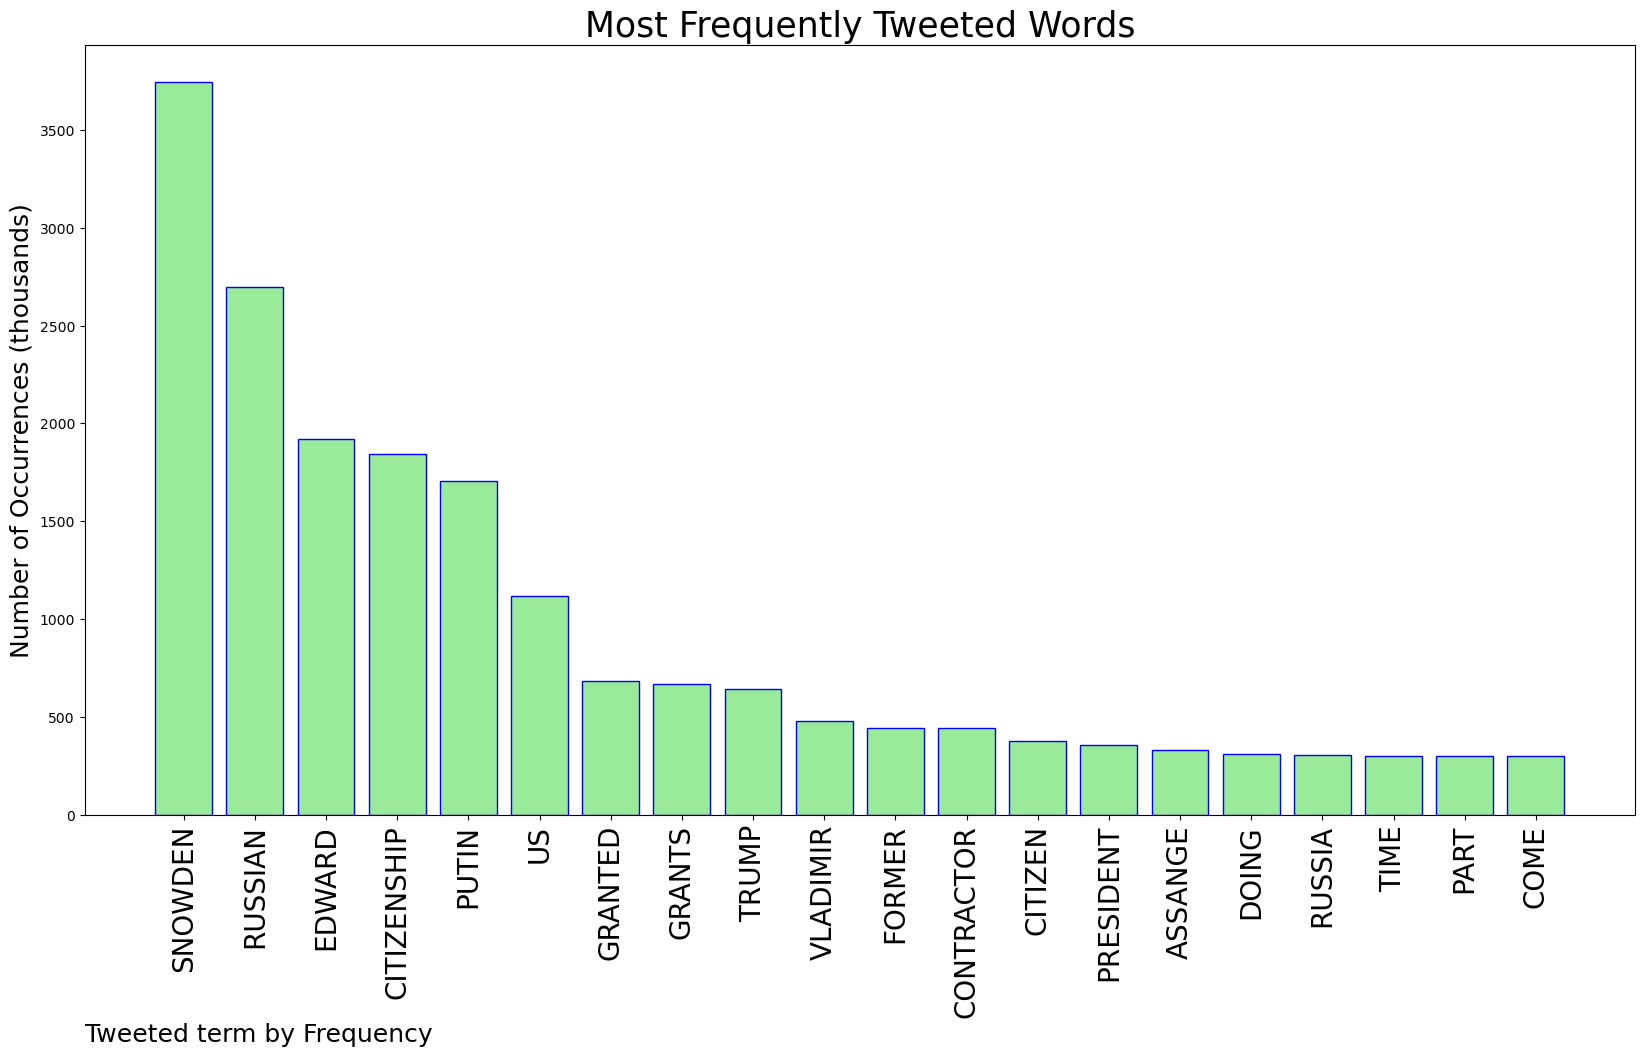 Most Frequently Tweeted Words
Number of Occurrences (thousands)
3500
3000
2500
2000
1500
1000
500
0
SNOWDEN
RUSSIAN
EDWARD
CITIZENSHIP
PUTIN
US
GRANTED
GRANTS
TRUMP
VLADIMIR
FORMER
CONTRACTOR
CITIZEN
PRESIDENT
ASSANGE
DOING
RUSSIA
TIME
PART
COME
Tweeted term by Frequency